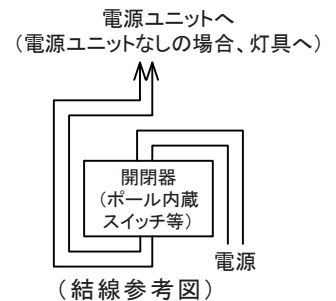 電源ユニットへ
（電源ユニットなしの場合、灯具へ）
開閉器
（ポール内蔵
スイッチ等）
電源
（結線参考図）